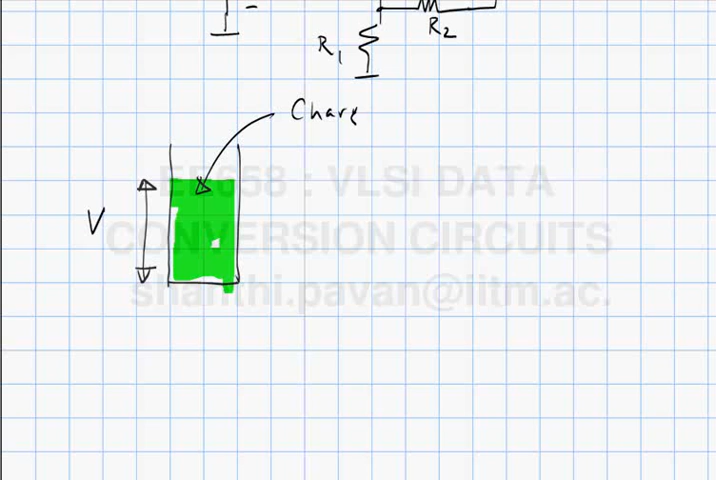 R2
R1
Charg
V
EE658 : VLSI DATA
CONVERSION CIRCUITS
shanthi.pavan@iitm.ac.